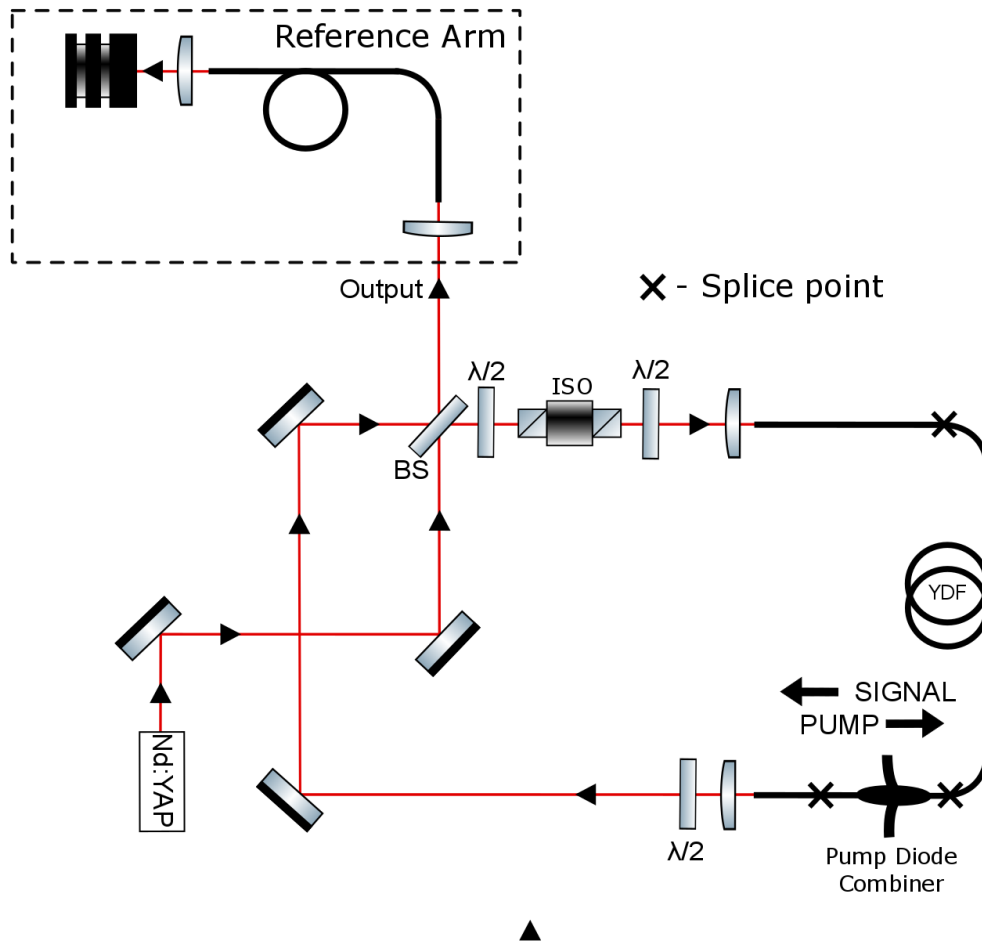 Reference Arm
Output
X - Splice point
λ/2
ISO
λ/2
BS
YDF
SIGNAL
PUMP
Nd:YAP
λ/2
Pump Diode
Combiner